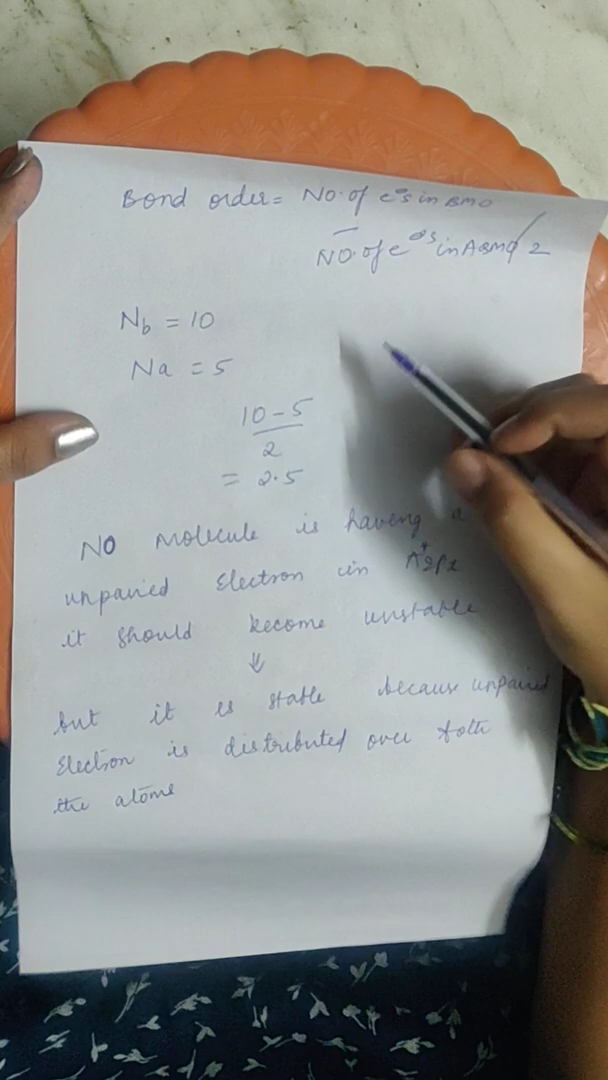 Bond order = No. of e⁻s in BMO
- No. of e⁻s in ABMO / 2
Nb = 10
Na = 5
10 - 5
2
= 2.5
NO molecule is having a
unpaired Electron in π*2px
it should become unstable
⇓
but it is stable because unpaired
Electron is distributed over both
the atoms